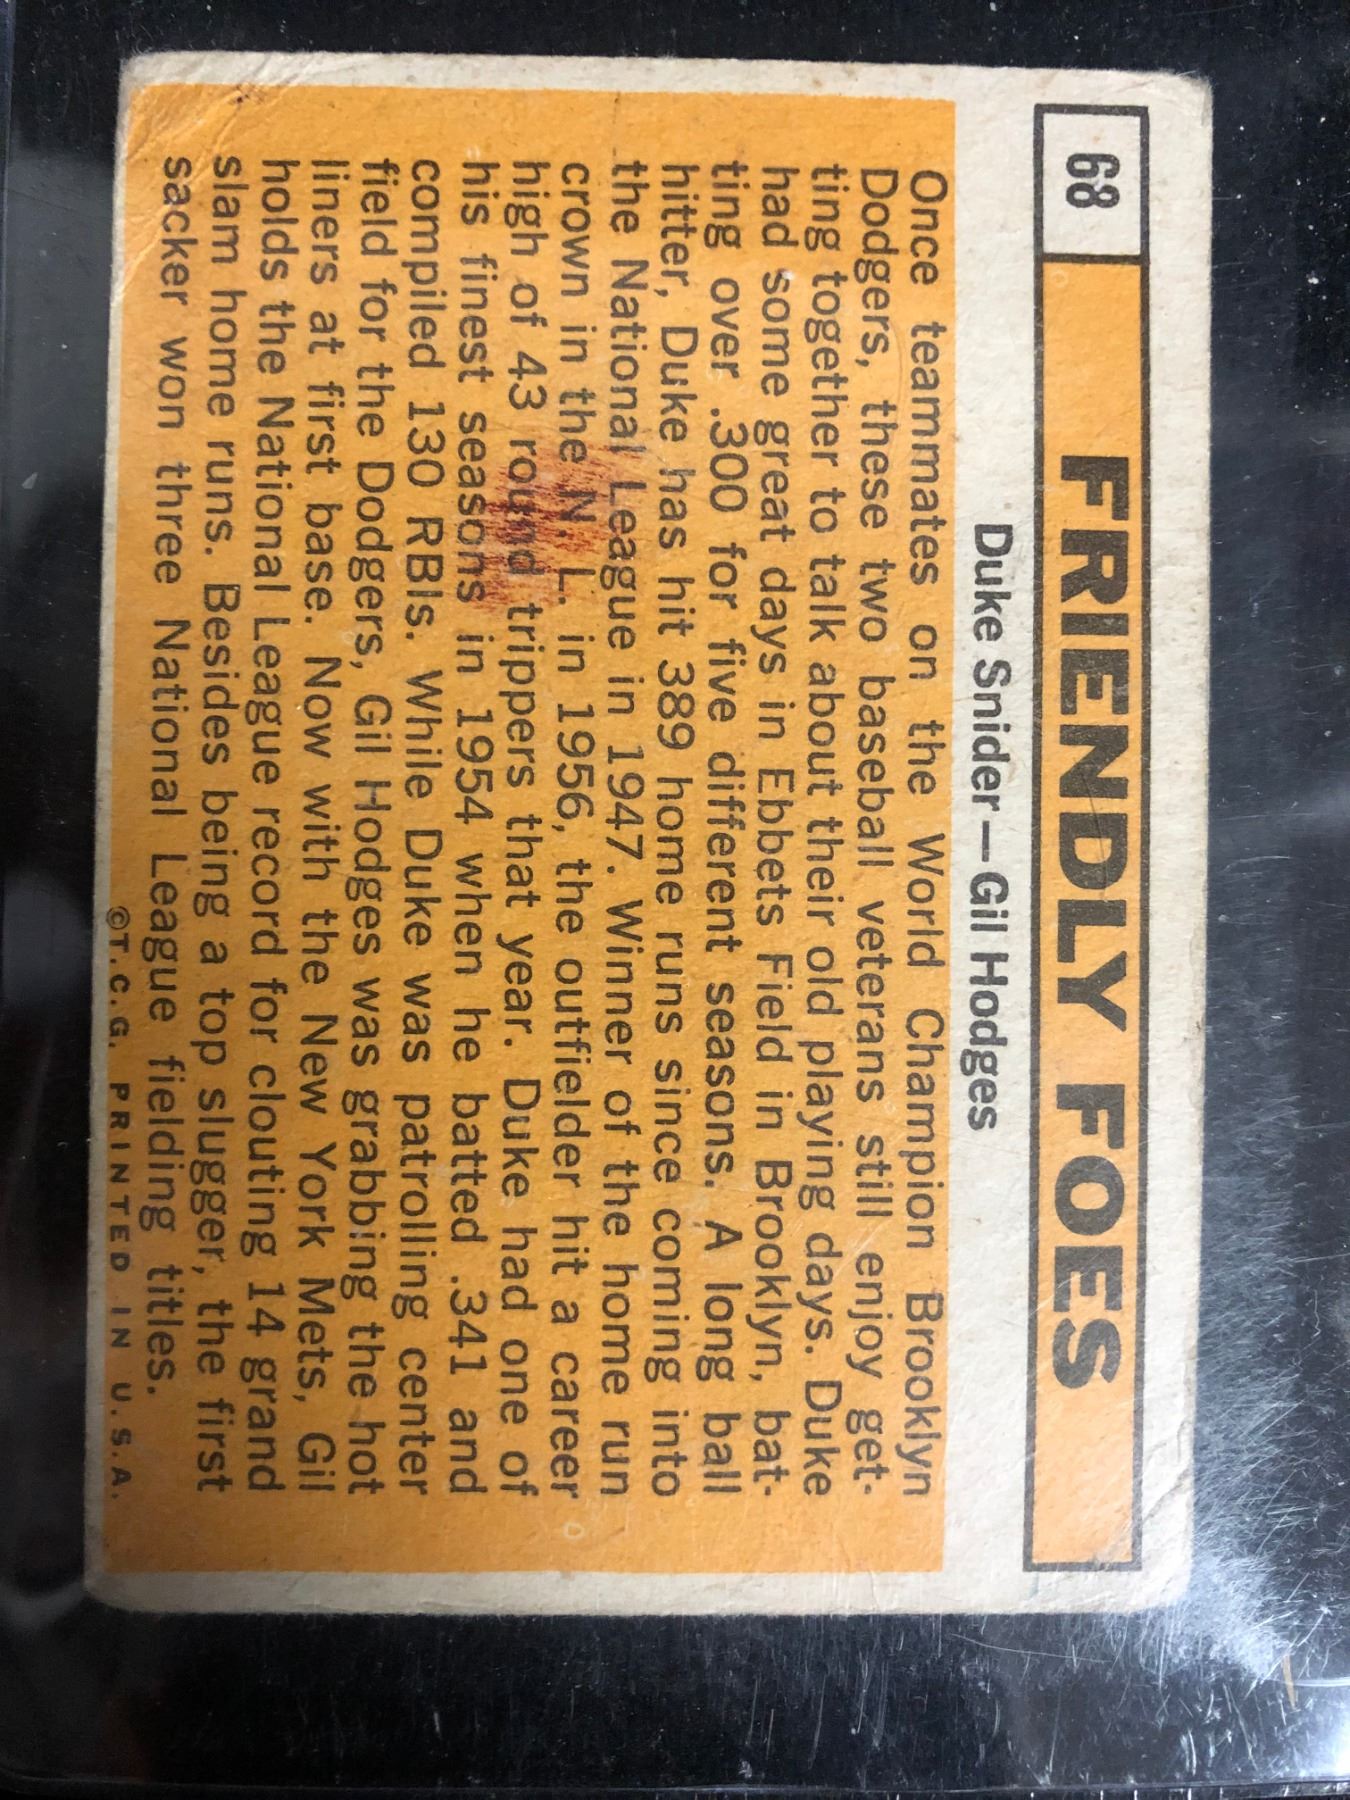 68
FRIENDLY FOES
Duke Snider—Gil Hodges
Once teammates on the World Champion Brooklyn
Dodgers, these two baseball veterans still enjoy get-
ting together to talk about their old playing days. Duke
had some great days in Ebbets Field in Brooklyn, bat-
ting over .300 for five different seasons. A long ball
hitter, Duke has hit 389 home runs since coming into
the National League in 1947. Winner of the home run
crown in the N. L. in 1956, the outfielder hit a career
high of 43 round trippers that year. Duke had one of
his finest seasons in 1954 when he batted .341 and
compiled 130 RBIs. While Duke was patrolling center
field for the Dodgers, Gil Hodges was grabbing the hot
liners at first base. Now with the New York Mets, Gil
holds the National League record for clouting 14 grand
slam home runs. Besides being a top slugger, the first
sacker won three National League fielding titles.
©T.C.G. PRINTED IN U.S.A.